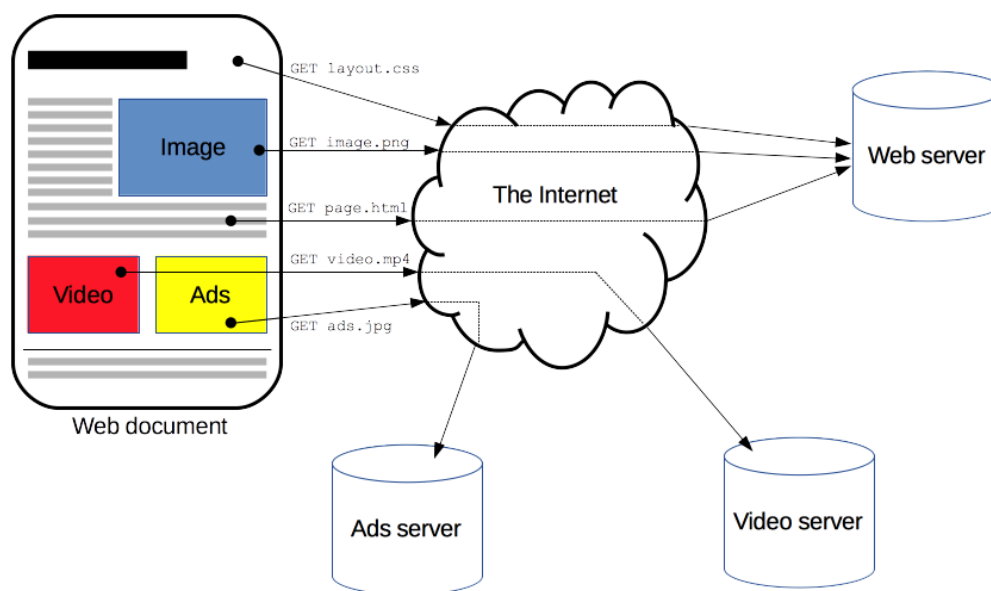 GET layout.css
Image
GET image.png
Web server
The Internet
GET page.html
GET video.mp4
Video
Ads
GET ads.jpg
Web document
Ads server
Video server